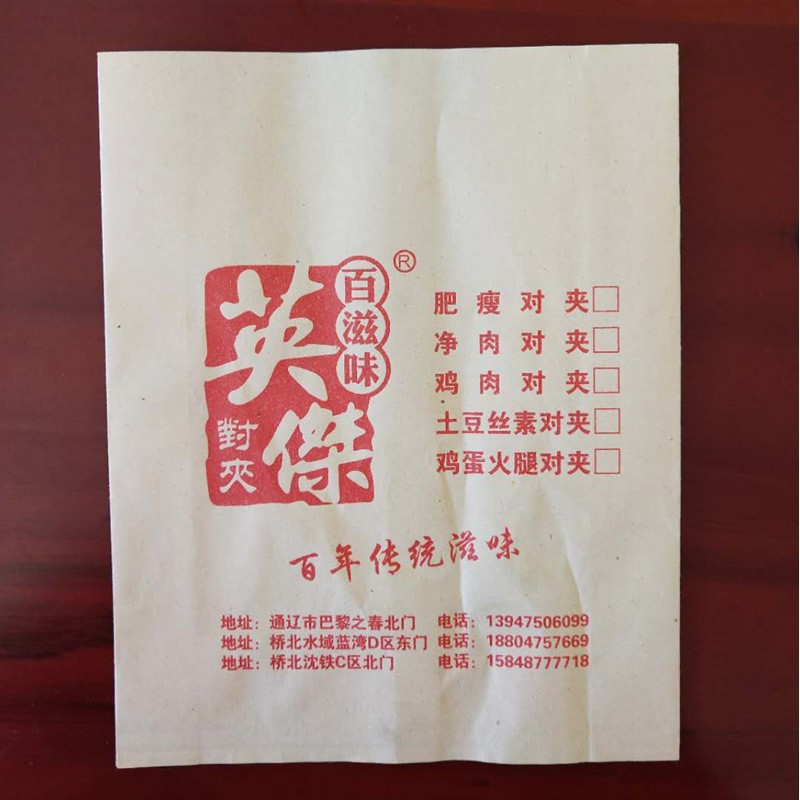 英傑
百滋味
®
對夾
肥瘦对夹□
净肉对夹□
鸡肉对夹□
土豆丝素对夹□
鸡蛋火腿对夹□
百年传统滋味
地址：通辽市巴黎之春北门 电话：13947506099
地址：桥北水域蓝湾D区东门 电话：18804757669
地址：桥北沈铁C区北门 电话：15848777718